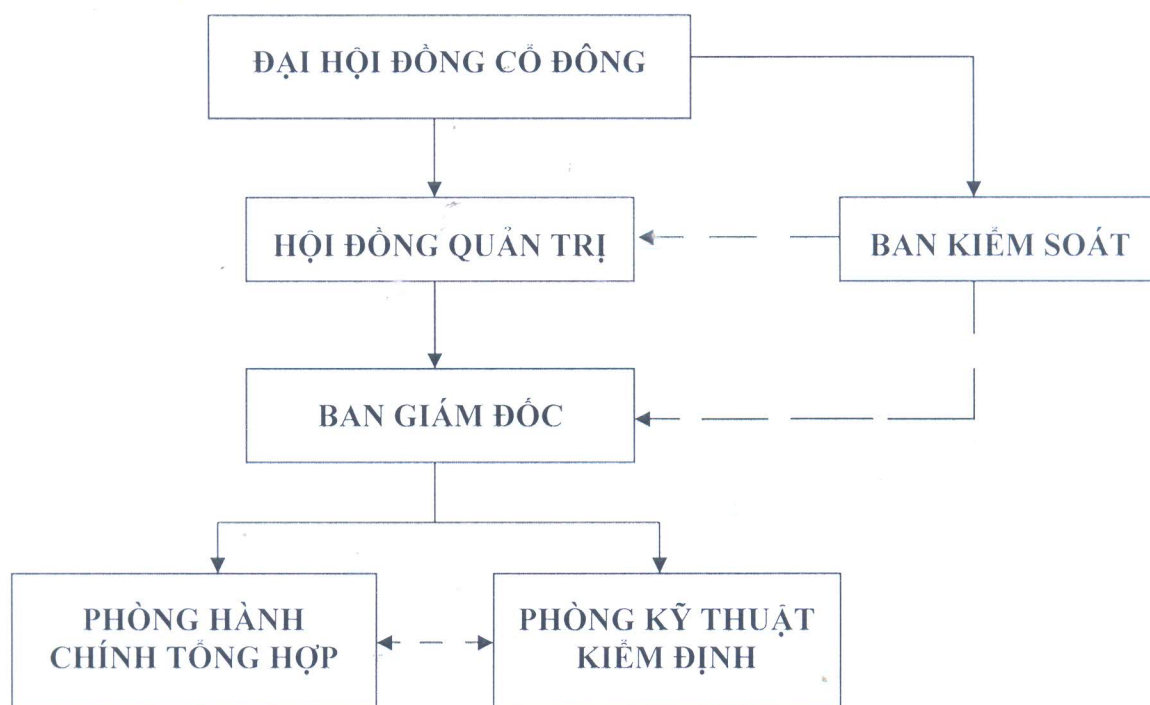 ĐẠI HỘI ĐỒNG CỔ ĐÔNG
HỘI ĐỒNG QUẢN TRỊ
BAN KIỂM SOÁT
BAN GIÁM ĐỐC
PHÒNG HÀNH
CHÍNH TỔNG HỢP
PHÒNG KỸ THUẬT
KIỂM ĐỊNH